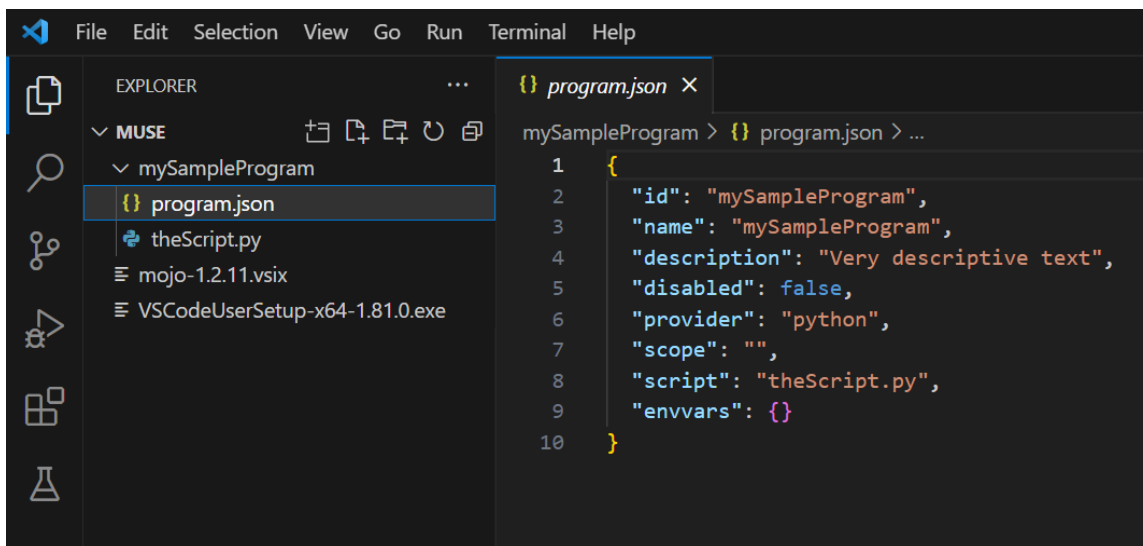 File Edit Selection View Go Run Terminal Help
EXPLORER ...
MUSE
mySampleProgram
{} program.json
theScript.py
mojo-1.2.11.vsix
VSCodeUserSetup-x64-1.81.0.exe
{} program.json ×
mySampleProgram > {} program.json > ...
1 {
2 "id": "mySampleProgram",
3 "name": "mySampleProgram",
4 "description": "Very descriptive text",
5 "disabled": false,
6 "provider": "python",
7 "scope": "",
8 "script": "theScript.py",
9 "envvars": {}
10 }